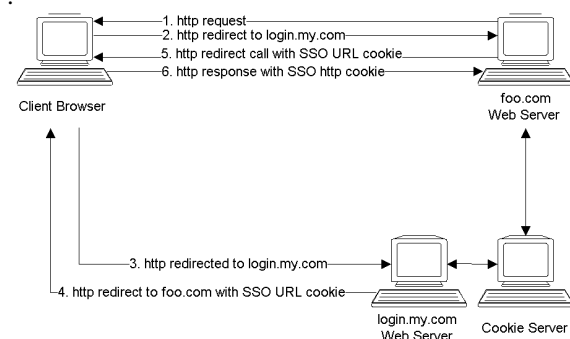 1. http request
2. http redirect to login.my.com
5. http redirect call with SSO URL cookie
6. http response with SSO http cookie
Client Browser
foo.com
Web Server
3. http redirected to login.my.com
4. http redirect to foo.com with SSO URL cookie
login.my.com
Web Server
Cookie Server